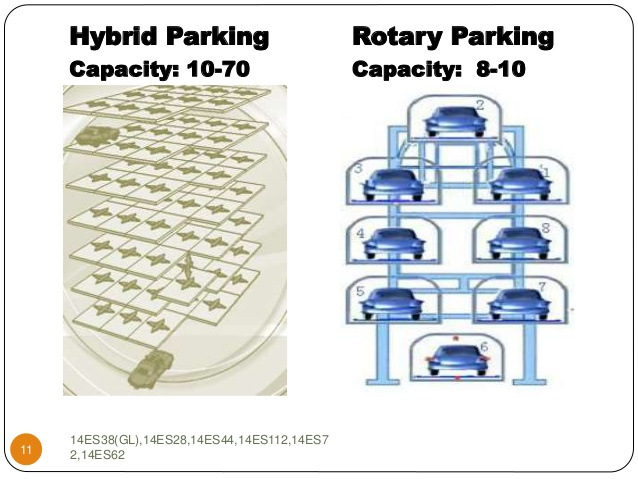 Hybrid Parking
Capacity: 10-70
Rotary Parking
Capacity: 8-10
2
3
1
4
8
5
7
6
11
14ES38(GL),14ES28,14ES44,14ES112,14ES7
2,14ES62